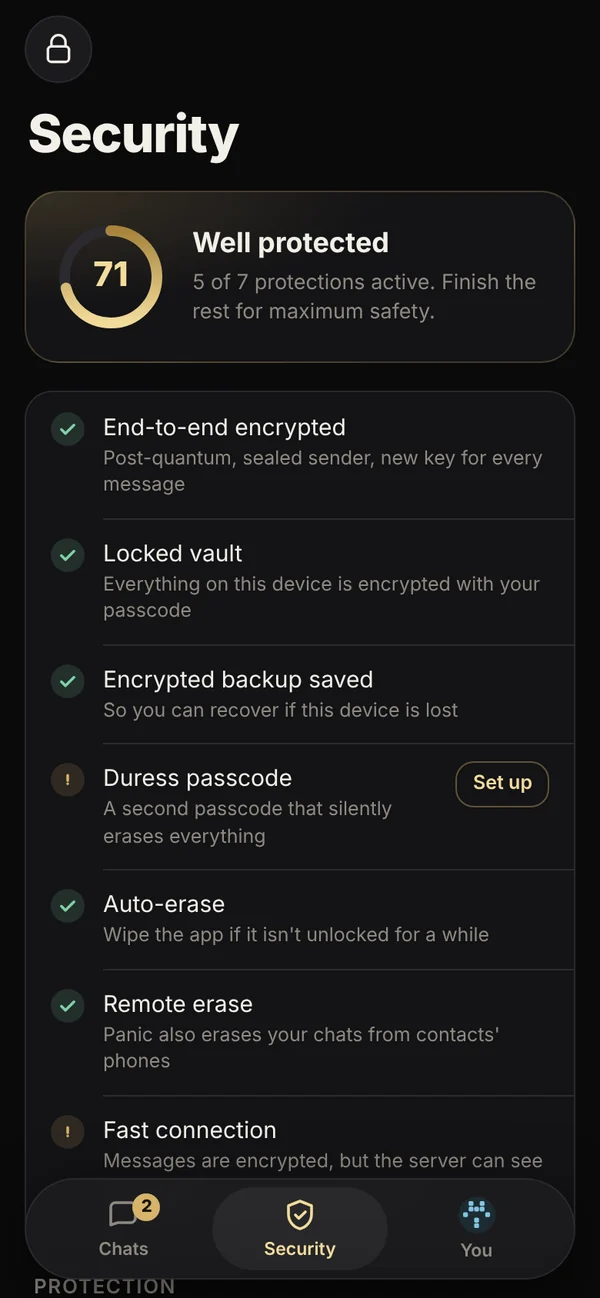 Security
71
Well protected
5 of 7 protections active. Finish the
rest for maximum safety.
End-to-end encrypted
Post-quantum, sealed sender, new key for every
message
Locked vault
Everything on this device is encrypted with your
passcode
Encrypted backup saved
So you can recover if this device is lost
!
Duress passcode
Set up
A second passcode that silently
erases everything
Auto-erase
Wipe the app if it isn't unlocked for a while
Remote erase
Panic also erases your chats from contacts'
phones
!
Fast connection
Messages are encrypted, but the server can see
2
Chats
Security
You
PROTECTION